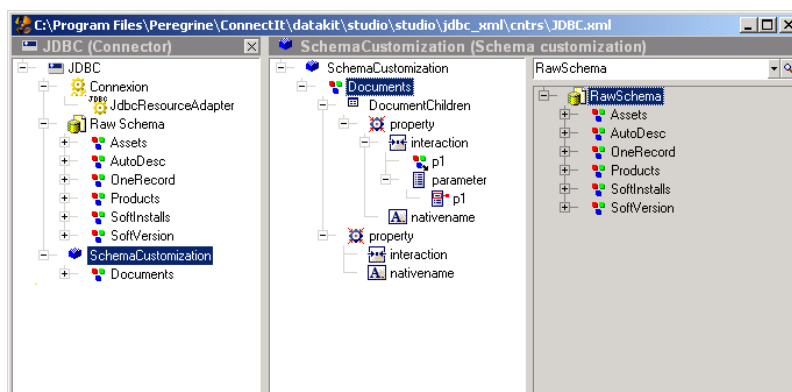 C:\Program Files\Peregrine\ConnectIt\datakit\studio\studio\jdbc_xml\cntrs\JDBC.xml
JDBC (Connector)
JDBC
Connexion
JDBC
JdbcResourceAdapter
Raw Schema
Assets
AutoDesc
OneRecord
Products
SoftInstalls
SoftVersion
SchemaCustomization
Documents
SchemaCustomization (Schema customization)
SchemaCustomization
Documents
DocumentChildren
property
interaction
p1
parameter
p1
nativename
property
interaction
nativename
RawSchema
RawSchema
Assets
AutoDesc
OneRecord
Products
SoftInstalls
SoftVersion